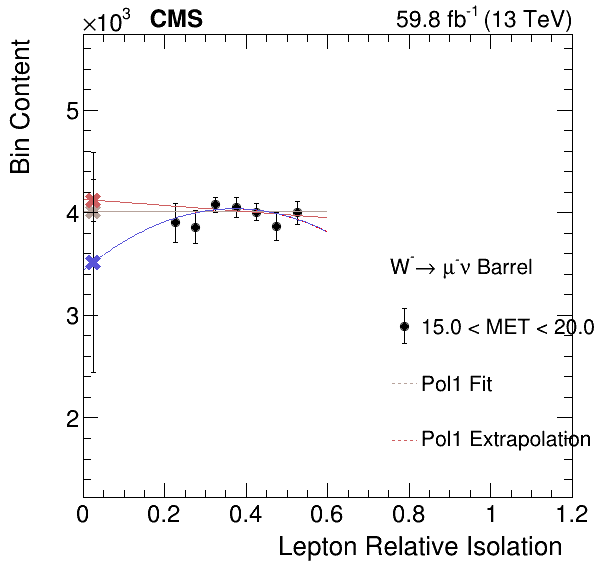 ×10³ CMS 59.8 fb⁻¹ (13 TeV)
Bin Content
5
4
3
2
W⁻→ μ⁻ν Barrel
15.0 < MET < 20.0
Pol1 Fit
Pol1 Extrapolation
0 0.2 0.4 0.6 0.8 1 1.2
Lepton Relative Isolation